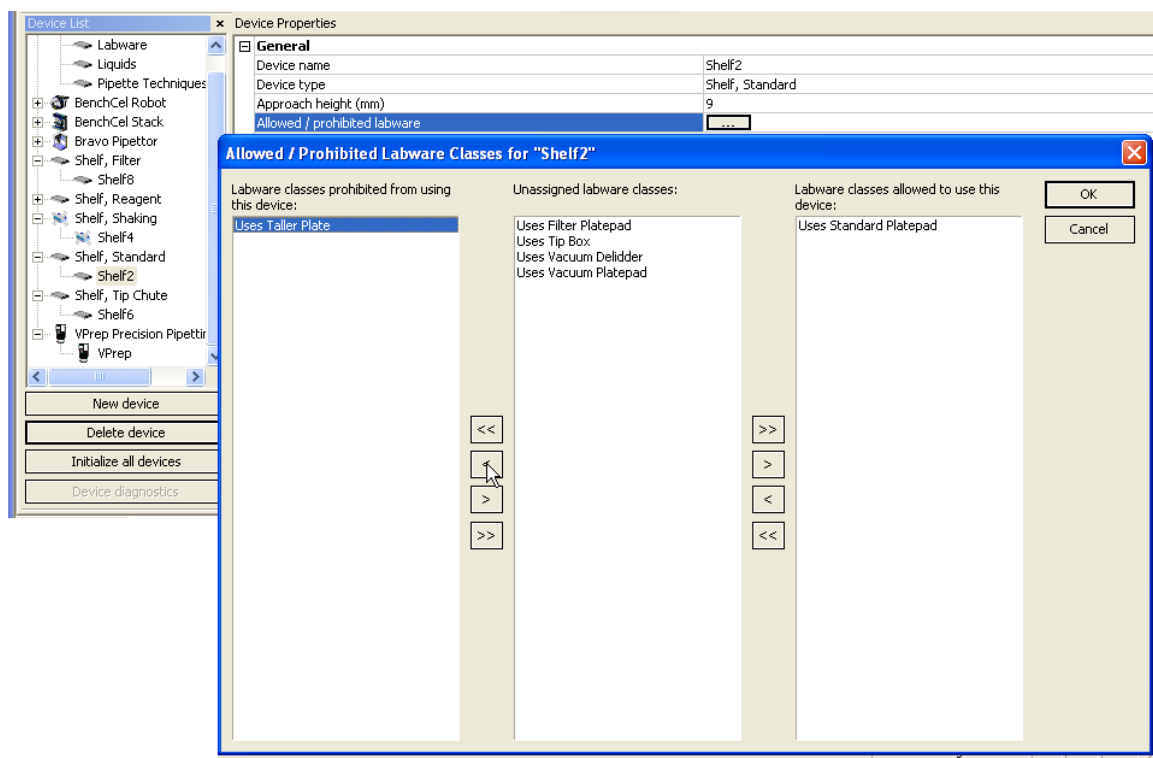 Device List
Device Properties
Labware
Liquids
Pipette Techniques
BenchCel Robot
BenchCel Stack
Bravo Pipettor
Shelf, Filter
Shelf8
Shelf, Reagent
Shelf, Shaking
Shelf4
Shelf, Standard
Shelf2
Shelf, Tip Chute
Shelf6
VPrep Precision Pipettir
VPrep
New device
Delete device
Initialize all devices
Device diagnostics
General
Device name Shelf2
Device type Shelf, Standard
Approach height (mm) 9
Allowed / prohibited labware ...
Allowed / Prohibited Labware Classes for "Shelf2"
Labware classes prohibited from using
this device:
Uses Taller Plate
<<
<
>
>>
Unassigned labware classes:
Uses Filter Platepad
Uses Tip Box
Uses Vacuum Delidder
Uses Vacuum Platepad
>>
>
<
<<
Labware classes allowed to use this
device:
Uses Standard Platepad
OK
Cancel